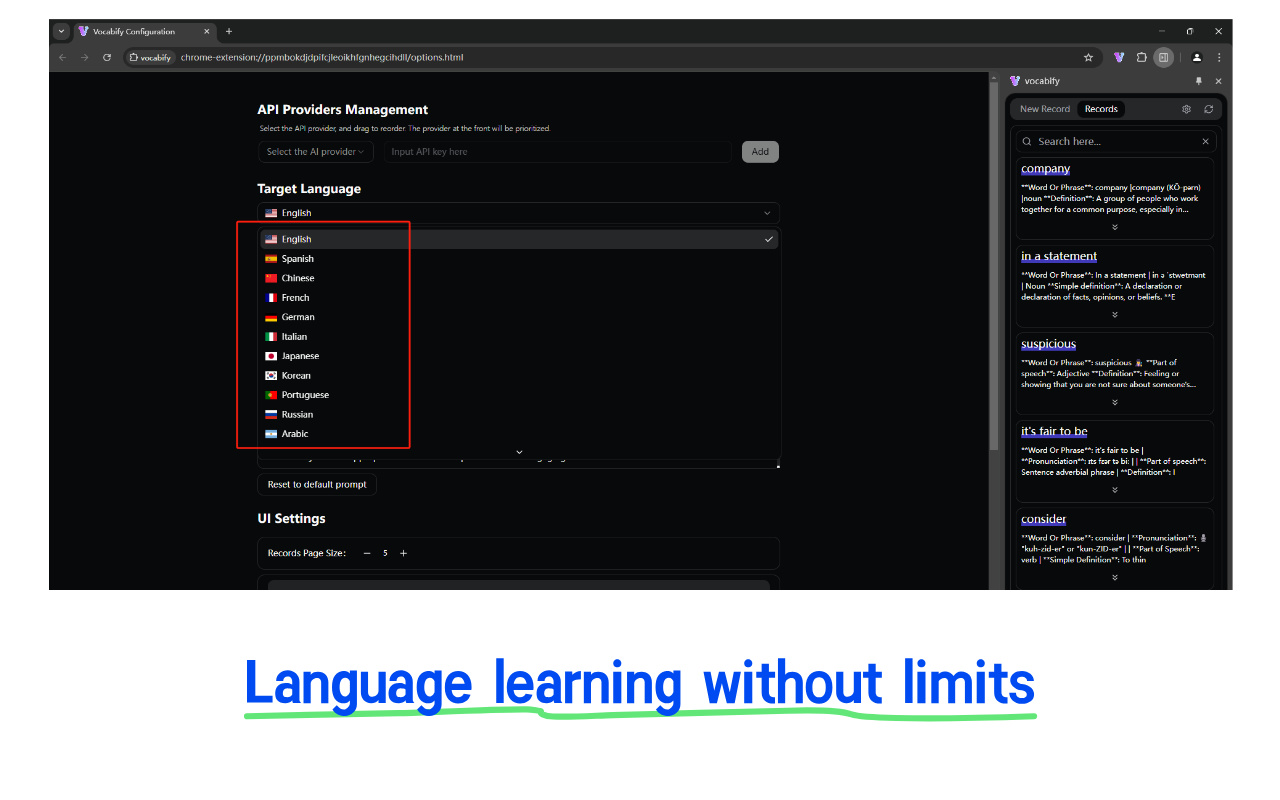 Vocabify Configuration
vocabify
chrome-extension://ppmbokdjdpifcjleoikhfgnhegcihdll/options.html
API Providers Management
Select the API provider, and drag to reorder. The provider at the front will be prioritized.
Select the AI provider
Input API key here
Add
Target Language
English
English
Spanish
Chinese
French
German
Italian
Japanese
Korean
Portuguese
Russian
Arabic
Reset to default prompt
UI Settings
Records Page Size: 5
vocabify
New Record Records
Search here...
company
**Word Or Phrase**: company |company (KŎ-pərn)
|noun **Definition**: A group of people who work
together for a common purpose, especially in...
in a statement
**Word Or Phrase**: In a statement | in ə ˈstwetmənt
| Noun **Simple definition**: A declaration or
declaration of facts, opinions, or beliefs. **E
suspicious
**Word Or Phrase**: suspicious **Part of
speech**: Adjective **Definition**: Feeling or
showing that you are not sure about someone's...
it's fair to be
**Word Or Phrase**: it's fair to be |
**Pronunciation**: ɪts fɛər tə biː | | **Part of speech**:
Sentence adverbial phrase | **Definition**: I
consider
**Word Or Phrase**: consider | **Pronunciation**:
"kuh-zid-er" or "kun-ZID-er" | | **Part of Speech**:
verb | **Simple Definition**: To thin
Language learning without limits